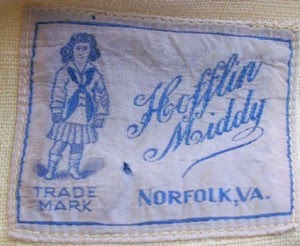 Hofflin
Middy
TRADE
MARK
NORFOLK, VA.